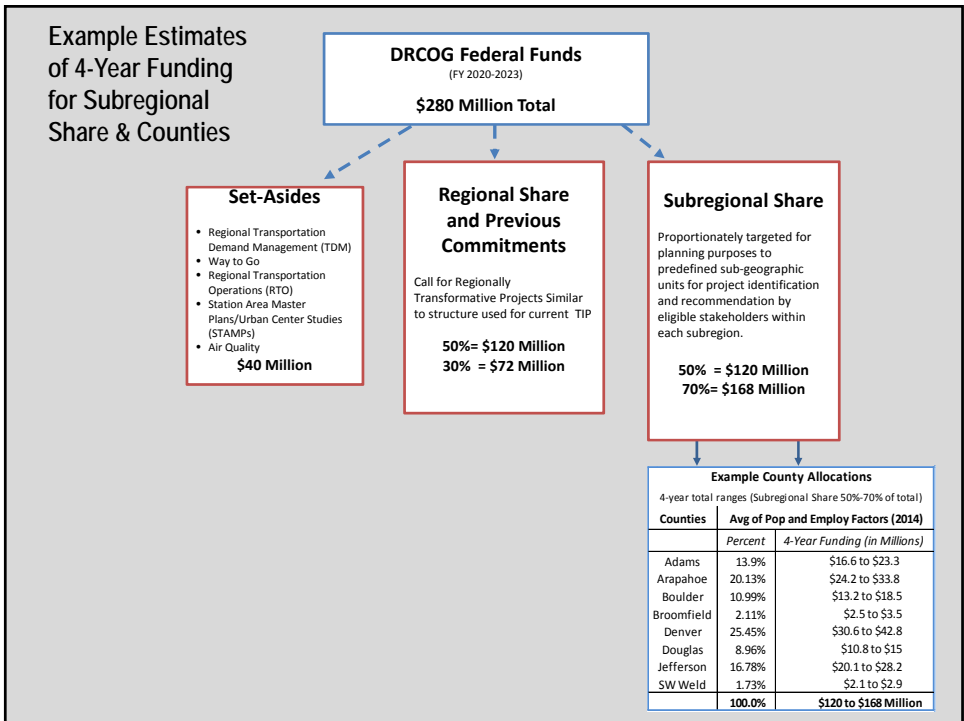 Example Estimates
of 4-Year Funding
for Subregional
Share & Counties
DRCOG Federal Funds
(FY 2020-2023)
$280 Million Total
Set-Asides
• Regional Transportation
Demand Management (TDM)
• Way to Go
• Regional Transportation
Operations (RTO)
• Station Area Master
Plans/Urban Center Studies
(STAMPs)
• Air Quality
$40 Million
Regional Share
and Previous
Commitments
Call for Regionally
Transformative Projects Similar
to structure used for current TIP
50%= $120 Million
30% = $72 Million
Subregional Share
Proportionately targeted for
planning purposes to
predefined sub-geographic
units for project identification
and recommendation by
eligible stakeholders within
each subregion.
50% = $120 Million
70%= $168 Million
Example County Allocations
4-year total ranges (Subregional Share 50%-70% of total)
Counties Avg of Pop and Employ Factors (2014)
Percent 4-Year Funding (in Millions)
Adams 13.9% $16.6 to $23.3
Arapahoe 20.13% $24.2 to $33.8
Boulder 10.99% $13.2 to $18.5
Broomfield 2.11% $2.5 to $3.5
Denver 25.45% $30.6 to $42.8
Douglas 8.96% $10.8 to $15
Jefferson 16.78% $20.1 to $28.2
SW Weld 1.73% $2.1 to $2.9
100.0% $120 to $168 Million